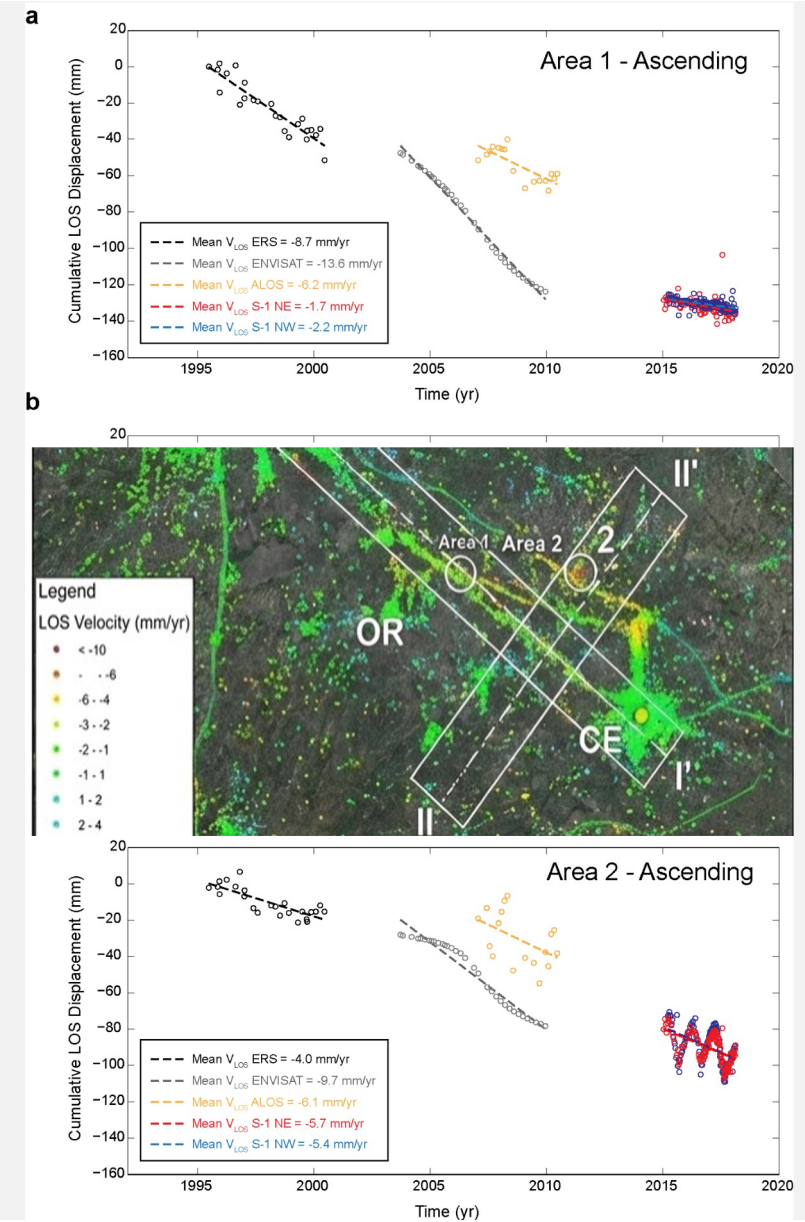 a
20
0
−20
−40
−60
−80
−100
−120
−140
−160
Cumulative LOS Displacement (mm)
Area 1 - Ascending
Mean VLOS ERS = -8.7 mm/yr
Mean VLOS ENVISAT = -13.6 mm/yr
Mean VLOS ALOS = -6.2 mm/yr
Mean VLOS S-1 NE = -1.7 mm/yr
Mean VLOS S-1 NW = -2.2 mm/yr
1995 2000 2005 2010 2015 2020
Time (yr)
b
20
II'
Area 1 Area 2 2
Legend
LOS Velocity (mm/yr)
< -10
- - -6
-6 - -4
-3 - -2
-2 - -1
-1 - 1
1 - 2
2 - 4
OR
CE
I'
II
20
0
−20
−40
−60
−80
−100
−120
−140
−160
Cumulative LOS Displacement (mm)
Area 2 - Ascending
Mean VLOS ERS = -4.0 mm/yr
Mean VLOS ENVISAT = -9.7 mm/yr
Mean VLOS ALOS = -6.1 mm/yr
Mean VLOS S-1 NE = -5.7 mm/yr
Mean VLOS S-1 NW = -5.4 mm/yr
1995 2000 2005 2010 2015 2020
Time (yr)